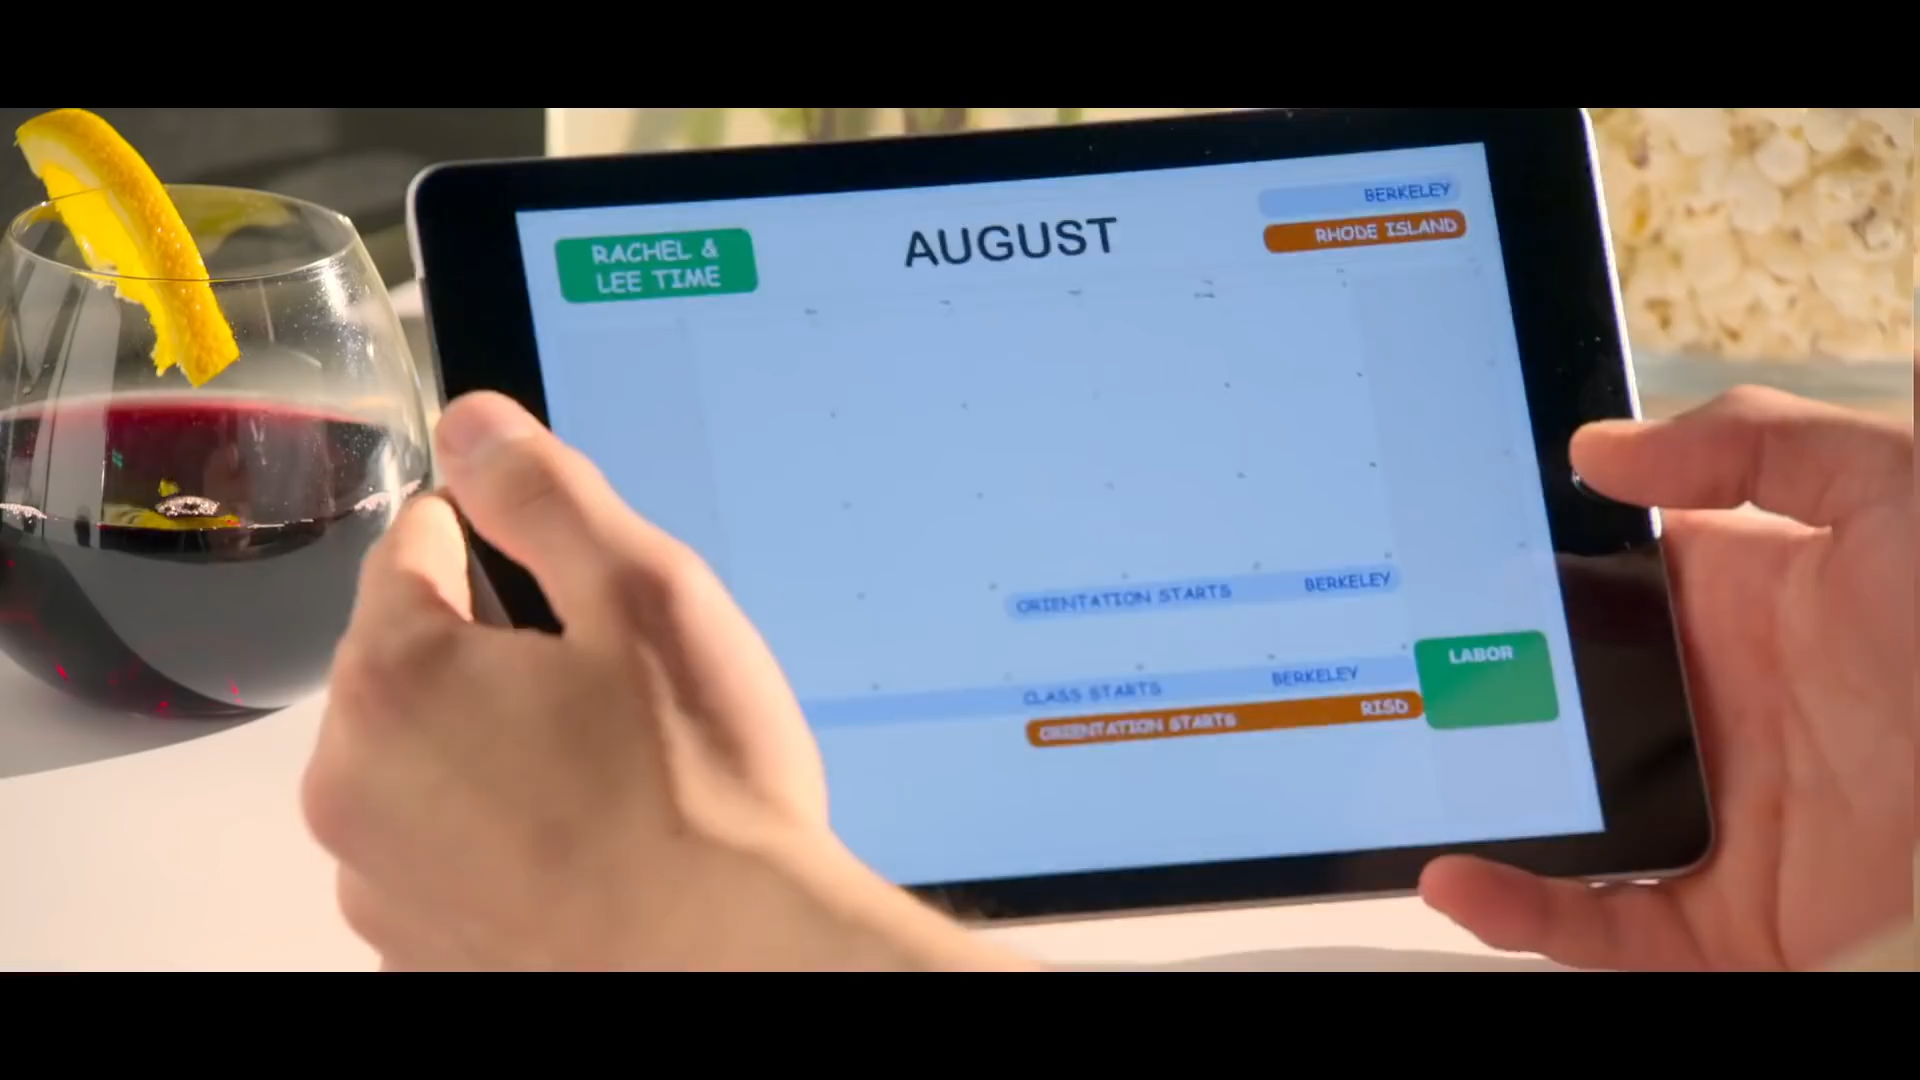 BERKELEY
RACHEL &
LEE TIME
AUGUST
RHODE ISLAND
ORIENTATION STARTS BERKELEY
LABOR
CLASS STARTS BERKELEY
ORIENTATION STARTS RISD